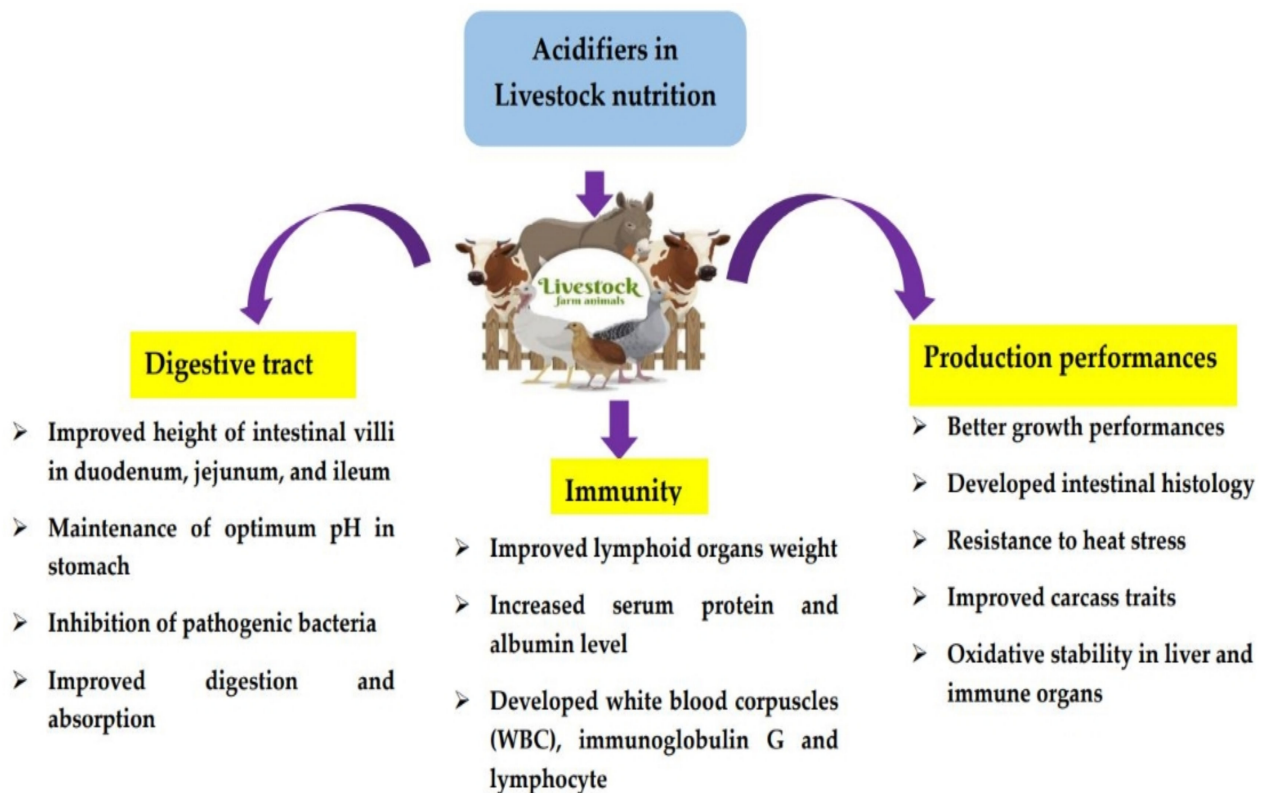 Acidifiers in
Livestock nutrition
Livestock
farm animals
Digestive tract
Improved height of intestinal villi
in duodenum, jejunum, and ileum
Maintenance of optimum pH in
stomach
Inhibition of pathogenic bacteria
Improved digestion and
absorption
Immunity
Improved lymphoid organs weight
Increased serum protein and
albumin level
Developed white blood corpuscles
(WBC), immunoglobulin G and
lymphocyte
Production performances
Better growth performances
Developed intestinal histology
Resistance to heat stress
Improved carcass traits
Oxidative stability in liver and
immune organs